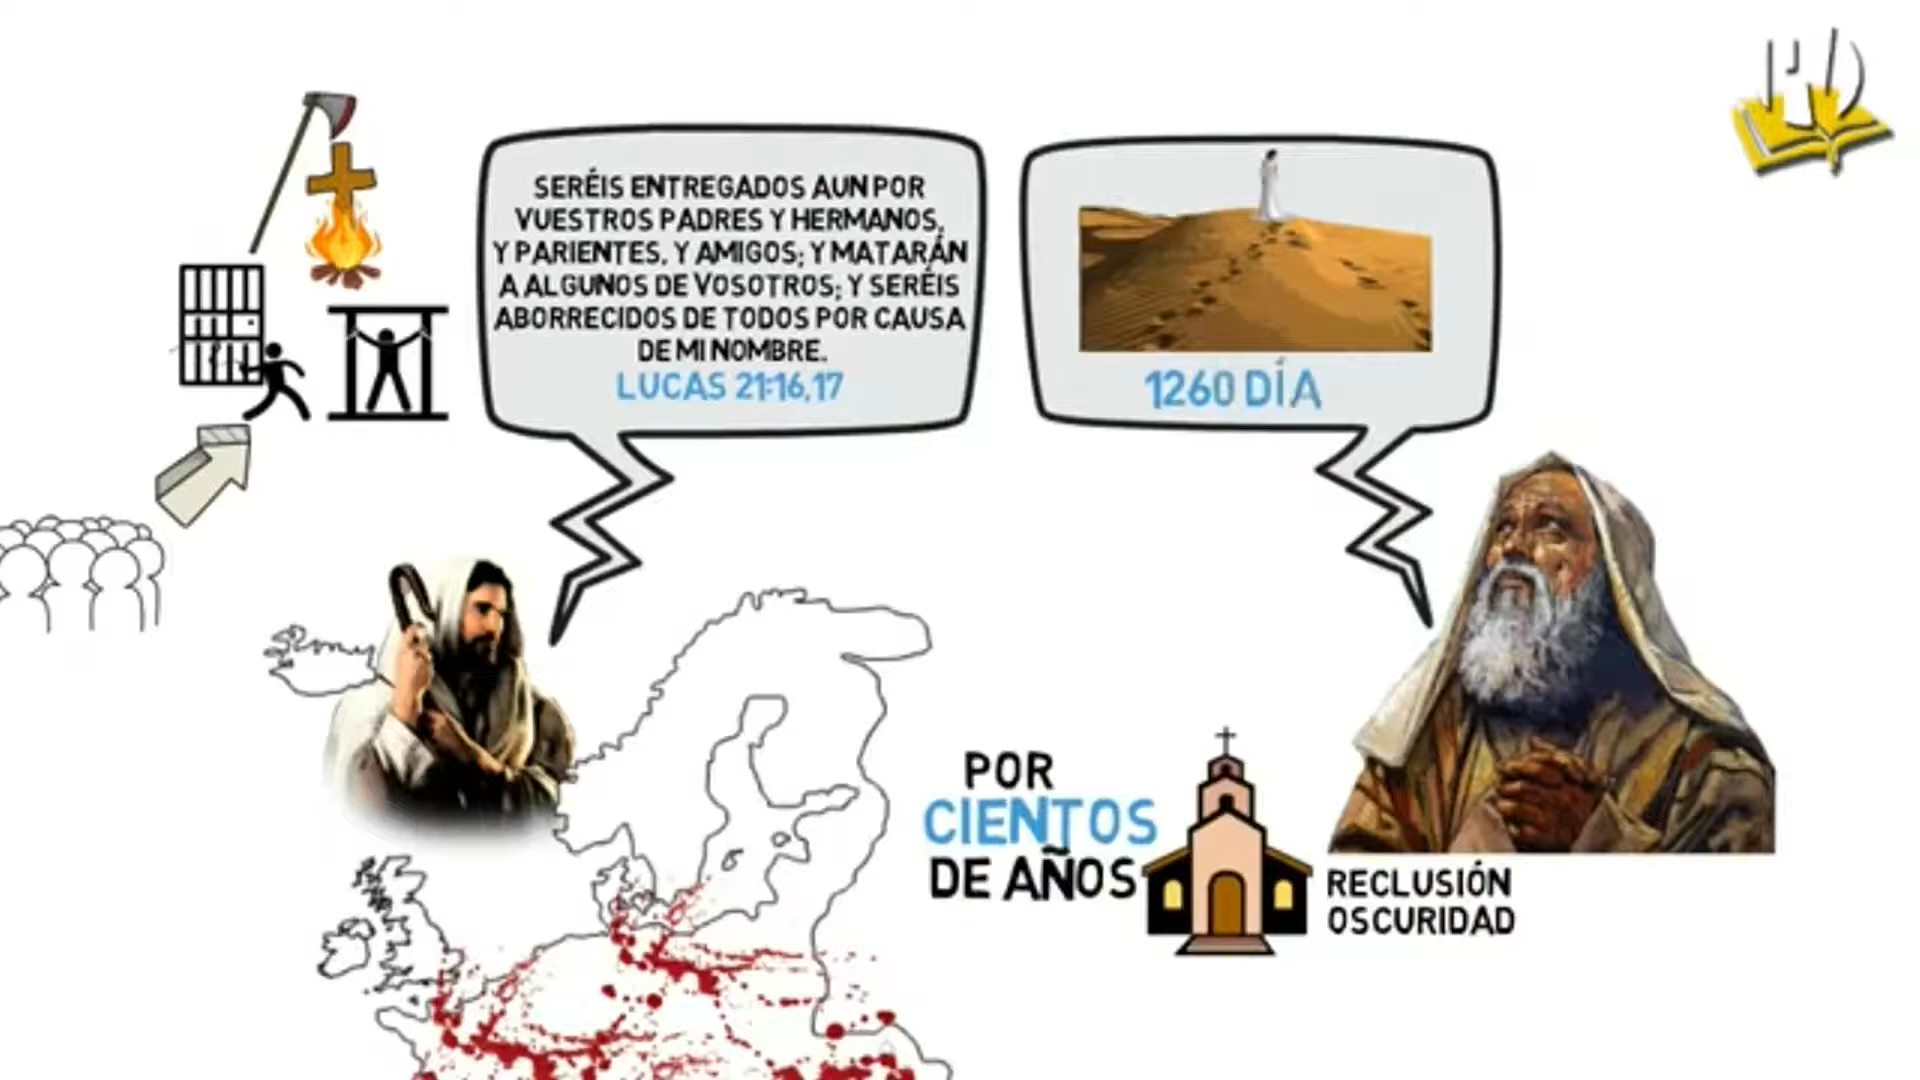 SERÉIS ENTREGADOS AUN POR
VUESTROS PADRES Y HERMANOS,
Y PARIENTES, Y AMIGOS; Y MATARÁN
A ALGUNOS DE VOSOTROS; Y SERÉIS
ABORRECIDOS DE TODOS POR CAUSA
DE MI NOMBRE.
LUCAS 21:16,17
1260 DÍA
POR
CIENTOS
DE AÑOS
RECLUSIÓN
OSCURIDAD